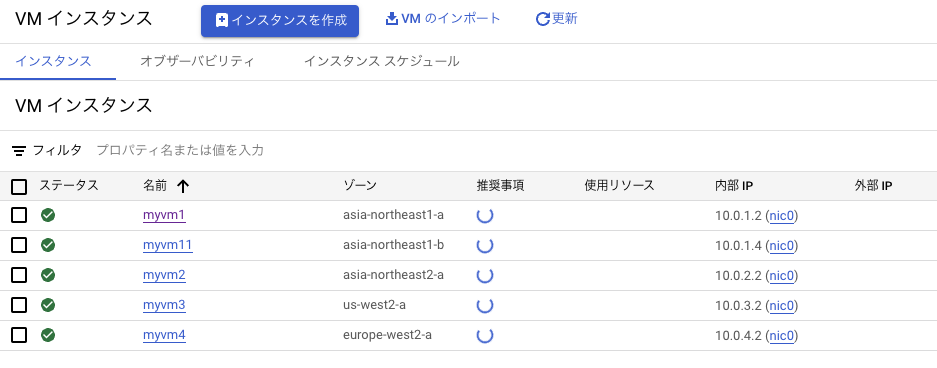 VM インスタンス インスタンスを作成 VM のインポート 更新
インスタンス オブザーバビリティ インスタンス スケジュール
VM インスタンス
フィルタ プロパティ名または値を入力
ステータス 名前 ゾーン 推奨事項 使用リソース 内部 IP 外部 IP
myvm1 asia-northeast1-a 10.0.1.2 (nic0)
myvm11 asia-northeast1-b 10.0.1.4 (nic0)
myvm2 asia-northeast2-a 10.0.2.2 (nic0)
myvm3 us-west2-a 10.0.3.2 (nic0)
myvm4 europe-west2-a 10.0.4.2 (nic0)